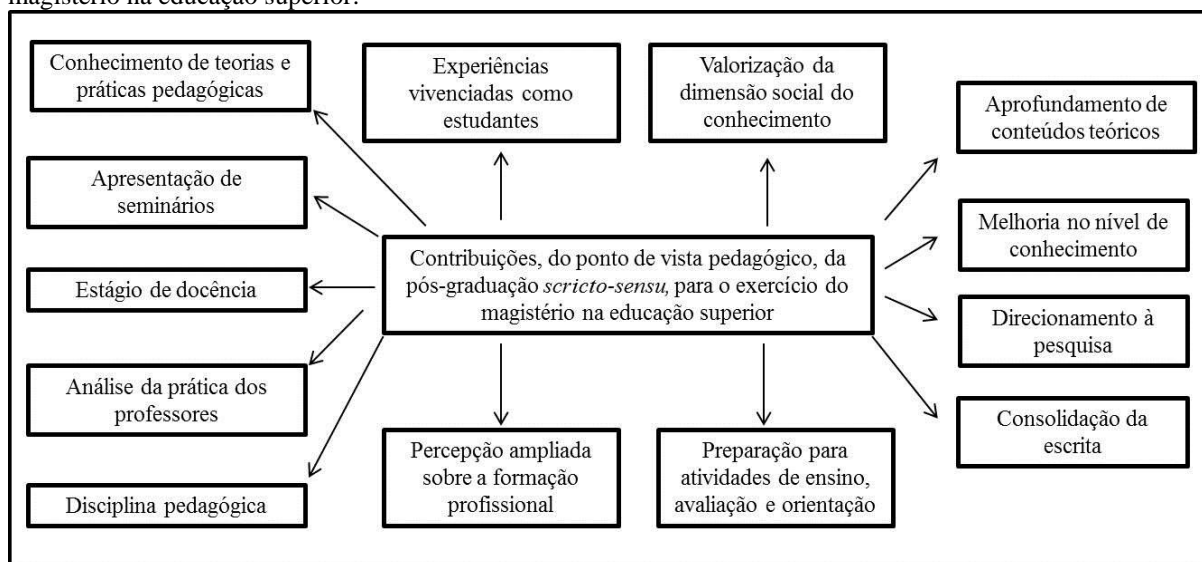 magistério na educação superior.
Conhecimento de teorias e
práticas pedagógicas
Experiências
vivenciadas como
estudantes
Valorização da
dimensão social do
conhecimento
Aprofundamento de
conteúdos teóricos
Apresentação de
seminários
Melhoria no nível de
conhecimento
Contribuições, do ponto de vista pedagógico, da
pós-graduação scricto-sensu, para o exercício do
magistério na educação superior
Estágio de docência
Direcionamento à
pesquisa
Análise da prática dos
professores
Consolidação da
escrita
Percepção ampliada
sobre a formação
profissional
Preparação para
atividades de ensino,
avaliação e orientação
Disciplina pedagógica